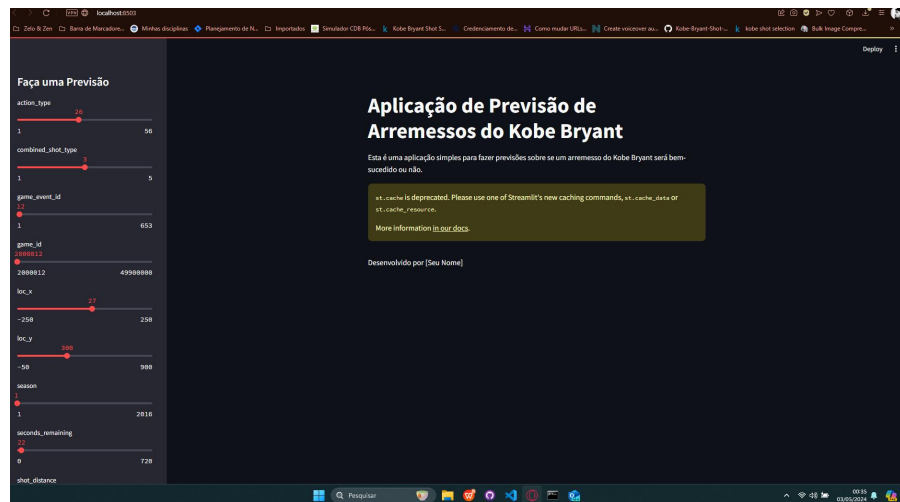 localhost:8503
Zelo & Zen
Barra de Marcadore...
Minhas disciplinas
Planejamento de N...
Importados
Simulador CDB Pós...
Kobe Bryant Shot S...
Credenciamento de...
Como mudar URLs...
Create voiceover au...
Kobe-Bryant-Shot-...
kobe shot selection
Bulk Image Compre...
Deploy
Faça uma Previsão
action_type
26
1 56
combined_shot_type
3
1 5
game_event_id
12
1 653
game_id
2000012
2000012 49900000
loc_x
27
-250 250
loc_y
300
-50 900
season
1
1 2016
seconds_remaining
22
0 720
shot_distance
Aplicação de Previsão de
Arremessos do Kobe Bryant
Esta é uma aplicação simples para fazer previsões sobre se um arremesso do Kobe Bryant será bem-
sucedido ou não.
st.cache is deprecated. Please use one of Streamlit's new caching commands, st.cache_data or
st.cache_resource.
More information in our docs.
Desenvolvido por [Seu Nome]
Pesquisar
00:35
03/05/2024